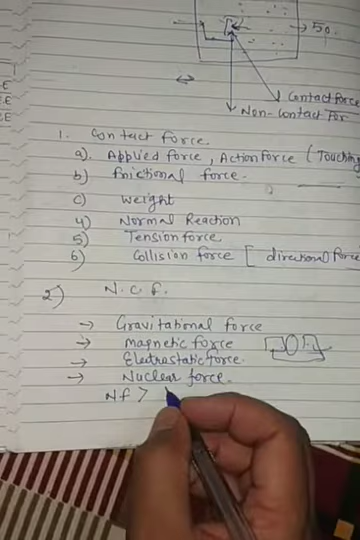 → 50
Contact force
Non-Contact For
1. Contact force.
a). Applied force, Action force (Touching
b) frictional force.
c) weight
4) Normal Reaction
5) Tension force
6) Collision force [directional force
2) N.C.f.
→ Gravitational force
→ magnetic force
→ Electrostatic force.
→ Nuclear force.
Nf >